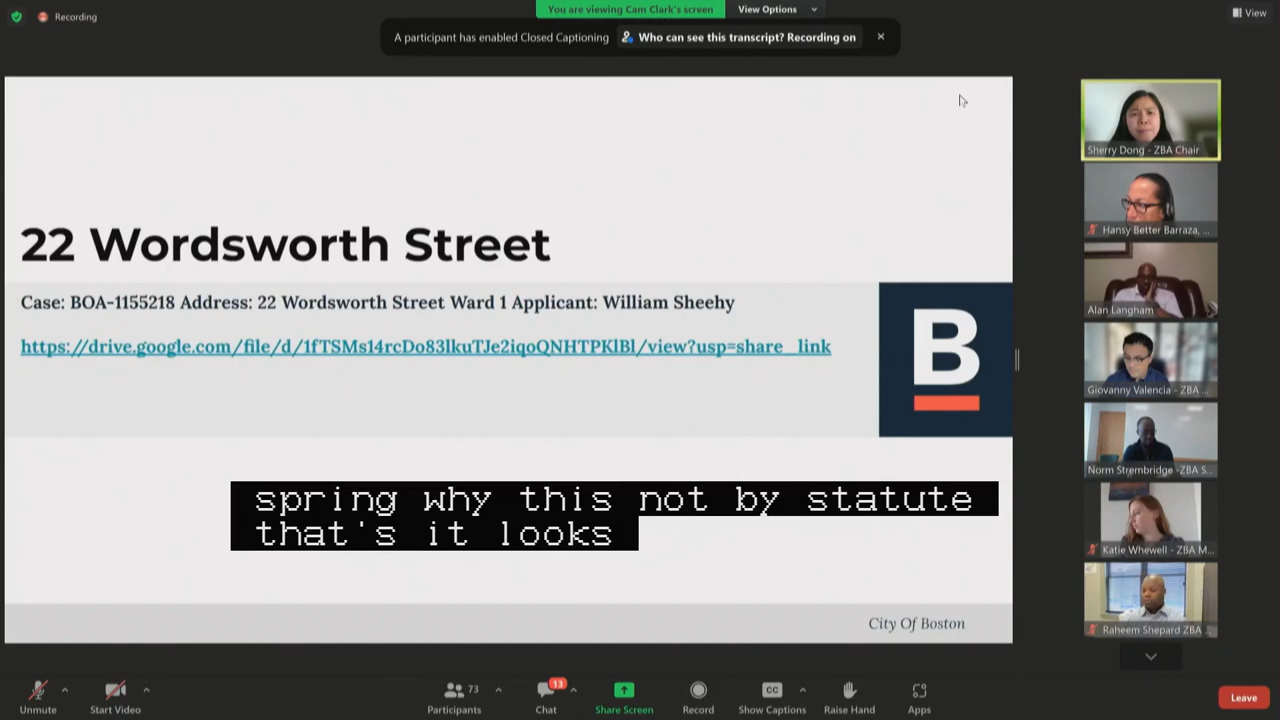 Recording
You are viewing Cam Clark's screen
View Options
View
A participant has enabled Closed Captioning
Who can see this transcript? Recording on
22 Wordsworth Street
Case: BOA-1155218 Address: 22 Wordsworth Street Ward 1 Applicant: William Sheehy
https://drive.google.com/file/d/1fTSMs14rcDo83lkuTJe2iqoQNHTPKlBl/view?usp=share_link
B
spring why this not by statute
that's it looks
City Of Boston
Sherry Dong - ZBA Chair
Hansy Better Barraza, ...
Alan Langham
Giovanny Valencia - ZBA ...
Norm Strembridge -ZBA S...
Katie Whewell - ZBA M...
Raheem Shepard ZBA ...
Unmute
Start Video
73
Participants
13
Chat
Share Screen
Record
CC
Show Captions
Raise Hand
Apps
Leave